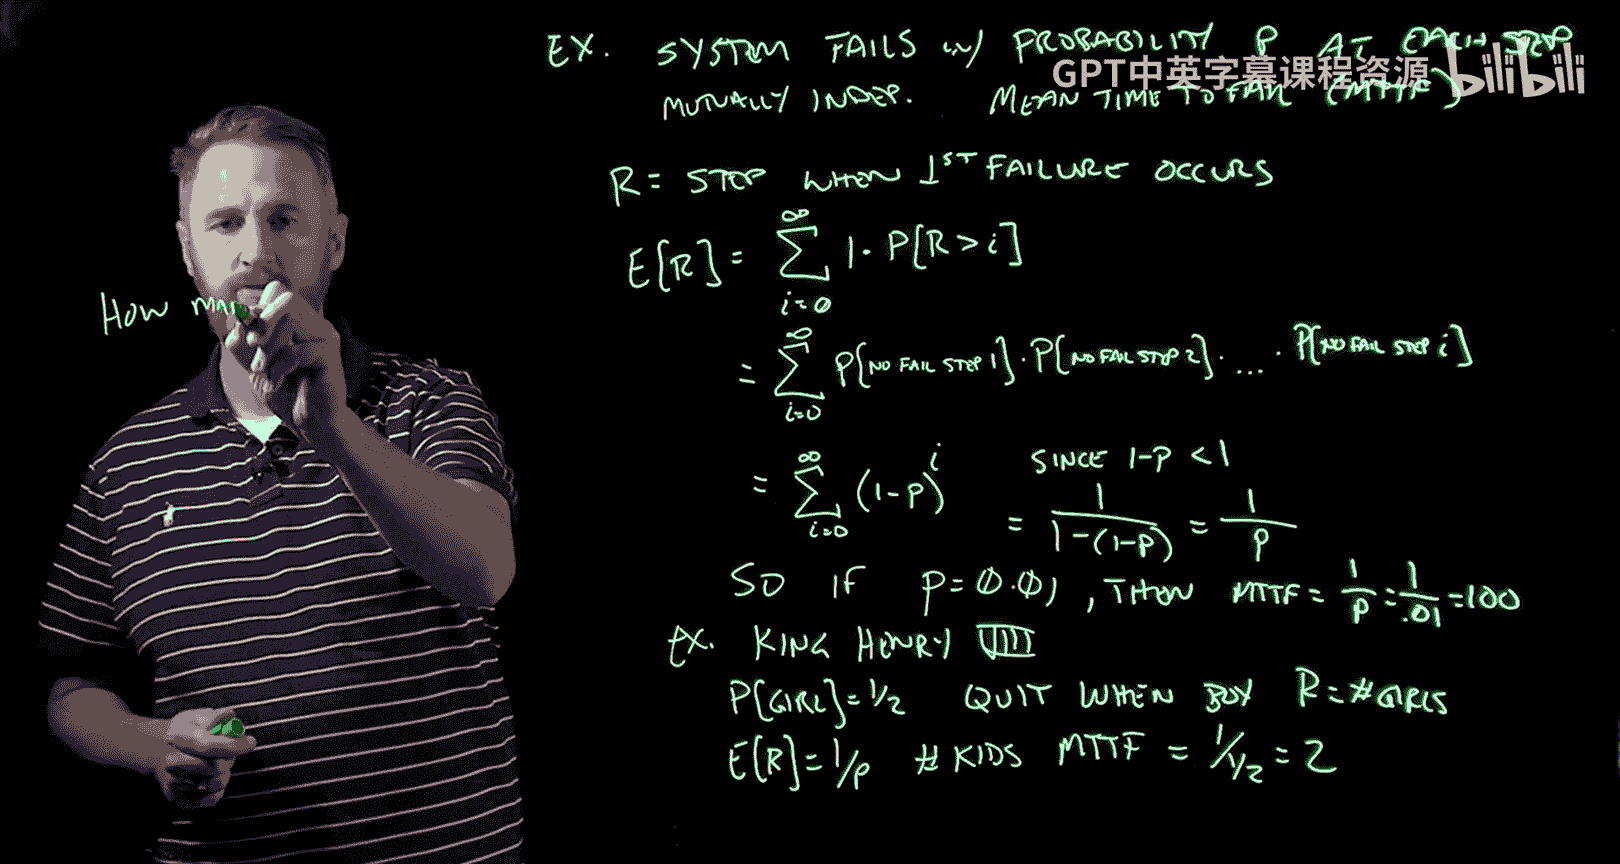 EX. SYSTEM FAILS w/ PROBABILITY P AT EACH STEP
GPT中英字幕课程资源 bilibili
MUTUALLY INDEP. MEAN TIME TO FAIL (MTTF)
R = STEP WHEN 1ST FAILURE OCCURS
E[R] = ∑_{i=0}^{∞} 1· P[R > i]
HOW MAN
= ∑_{i=0}^{∞} P[NO FAIL STEP 1] · P[NO FAIL STEP 2] · ... · P[NO FAIL STEP i]
= ∑_{i=0}^{∞} (1-P)^i SINCE 1-P < 1
= 1/(1-(1-P)) = 1/P
SO IF P = 0.01, THEN MTTF = 1/P = 1/.01 = 100
EX. KING HENRY VIII
P[GIRL] = 1/2 QUIT WHEN BOY R = # GIRLS
E[R] = 1/P # KIDS MTTF = 1/1/2 = 2